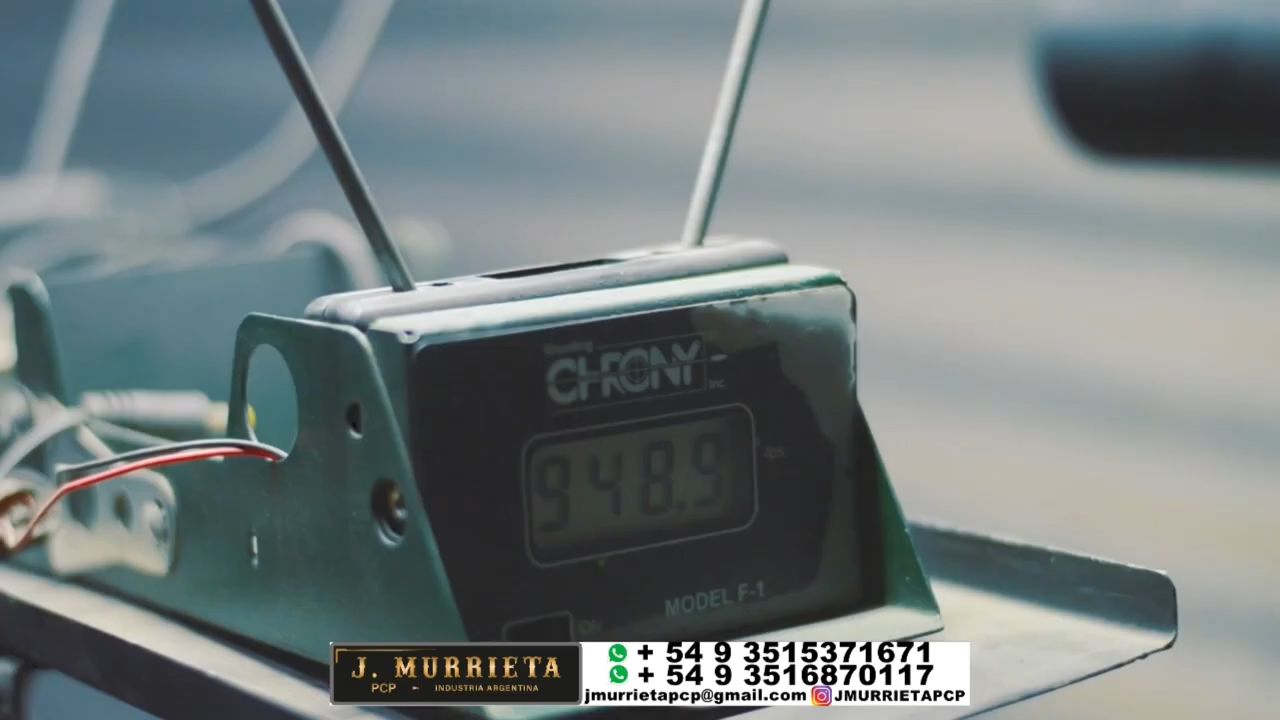 Shooting
CHRONY
Inc.
948.9
fps
MODEL F-1
ON
J. MURRIETA
PCP - INDUSTRIA ARGENTINA
+ 54 9 3515371671
+ 54 9 3516870117
jmurrietapcp@gmail.com JMURRIETAPCP